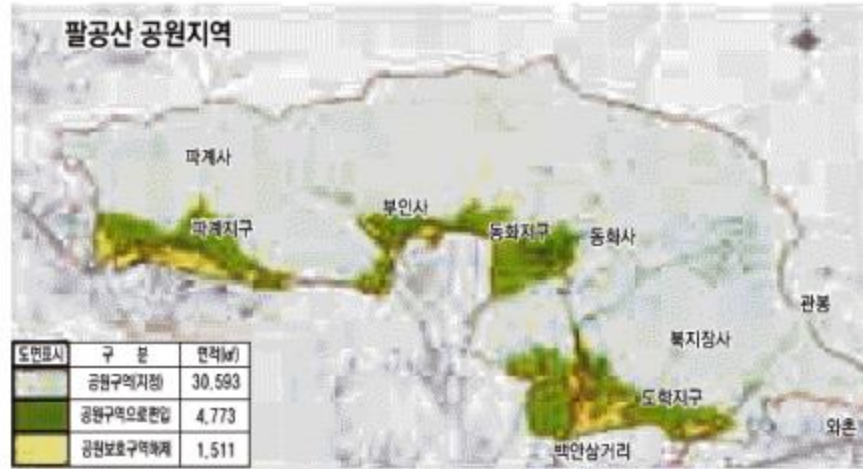 팔공산 공원지역
파계사
부인사
파계지구
동화지구
동화사
관봉
북지장사
도학지구
와촌
백안삼거리
도면표시 구 분 면적(㎢)
공원구역(지정) 30,593
공원구역으로편입 4,773
공원보호구역해제 1,511